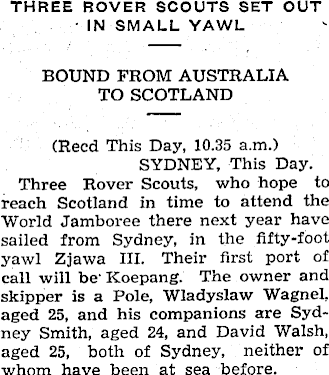 THREE ROVER SCOUTS SET OUT
IN SMALL YAWL
BOUND FROM AUSTRALIA
TO SCOTLAND
(Recd This Day, 10.35 a.m.)
SYDNEY, This Day.
Three Rover Scouts, who hope to
reach Scotland in time to attend the
World Jamboree there next year have
sailed from Sydney, in the fifty-foot
yawl Zjawa III. Their first port of
call will be Koepang. The owner and
skipper is a Pole, Wladyslaw Wagnel,
aged 25, and his companions are Syd-
ney Smith, aged 24, and David Walsh,
aged 25, both of Sydney, neither of
whom have been at sea before.